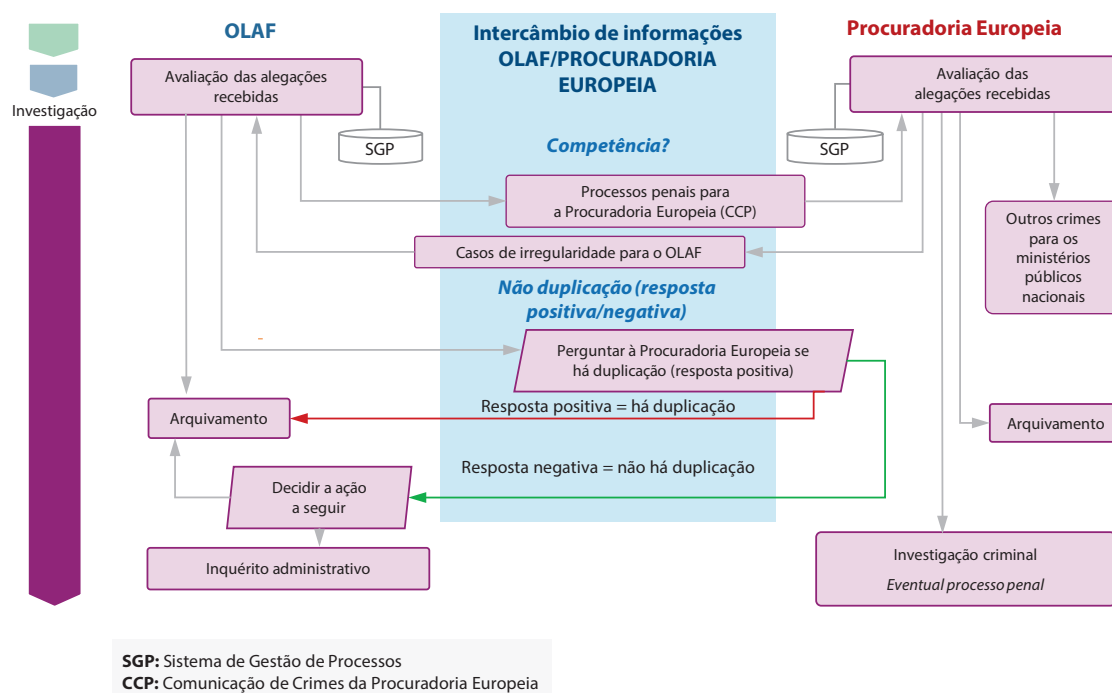 OLAF
Intercâmbio de informações
OLAF/PROCURADORIA
EUROPEIA
Procuradoria Europeia
Investigação
Avaliação das alegações
recebidas
SGP
Avaliação das
alegações recebidas
SGP
Competência?
Processos penais para
a Procuradoria Europeia (CCP)
Casos de irregularidade para o OLAF
Outros crimes
para os
ministérios
públicos
nacionais
Não duplicação (resposta
positiva/negativa)
Perguntar à Procuradoria Europeia se
há duplicação (resposta positiva)
Resposta positiva = há duplicação
Arquivamento
Arquivamento
Resposta negativa = não há duplicação
Decidir a ação
a seguir
Inquérito administrativo
Investigação criminal
Eventual processo penal
SGP: Sistema de Gestão de Processos
CCP: Comunicação de Crimes da Procuradoria Europeia